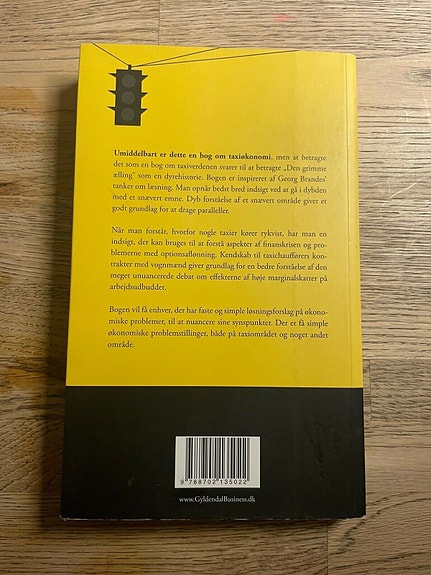 Umiddelbart er dette en bog om taxiøkonomi, men at betragte
det som en bog om taxiverdenen svaret til at betragte „Den grimme
ælling" som en dyrehistorie. Bogen er inspireret af Georg Brandes'
tanker om læsning. Man opnår bedst bred indsigt ved at gå i dybden
med et snævert emne. Dyb forståelse af et snævert område giver et
godt grundlag for at drage paralleller.
Når man forstår, hvorfor nogle taxier kører rykvist, har man en
indsigt, der kan bruges til at forstå aspekter af finanskrisen og pro-
blemerne med optionsaflønning. Kendskab til taxichaufførers kon-
trakter med vognmænd giver grundlag for en bedre forståelse af den
meget unuancerede debat om effekterne af høje marginalskatter på
arbejdsudbuddet.
Bogen vil få enhver, der har faste og simple løsningsforslag på økono-
miske problemer, til at nuancere sine synspunkter. Der er få simple
økonomiske problemstillinger, både på taxiområdet og noget andet
område.
9 788702 135022
www.GyldendalBusiness.dk